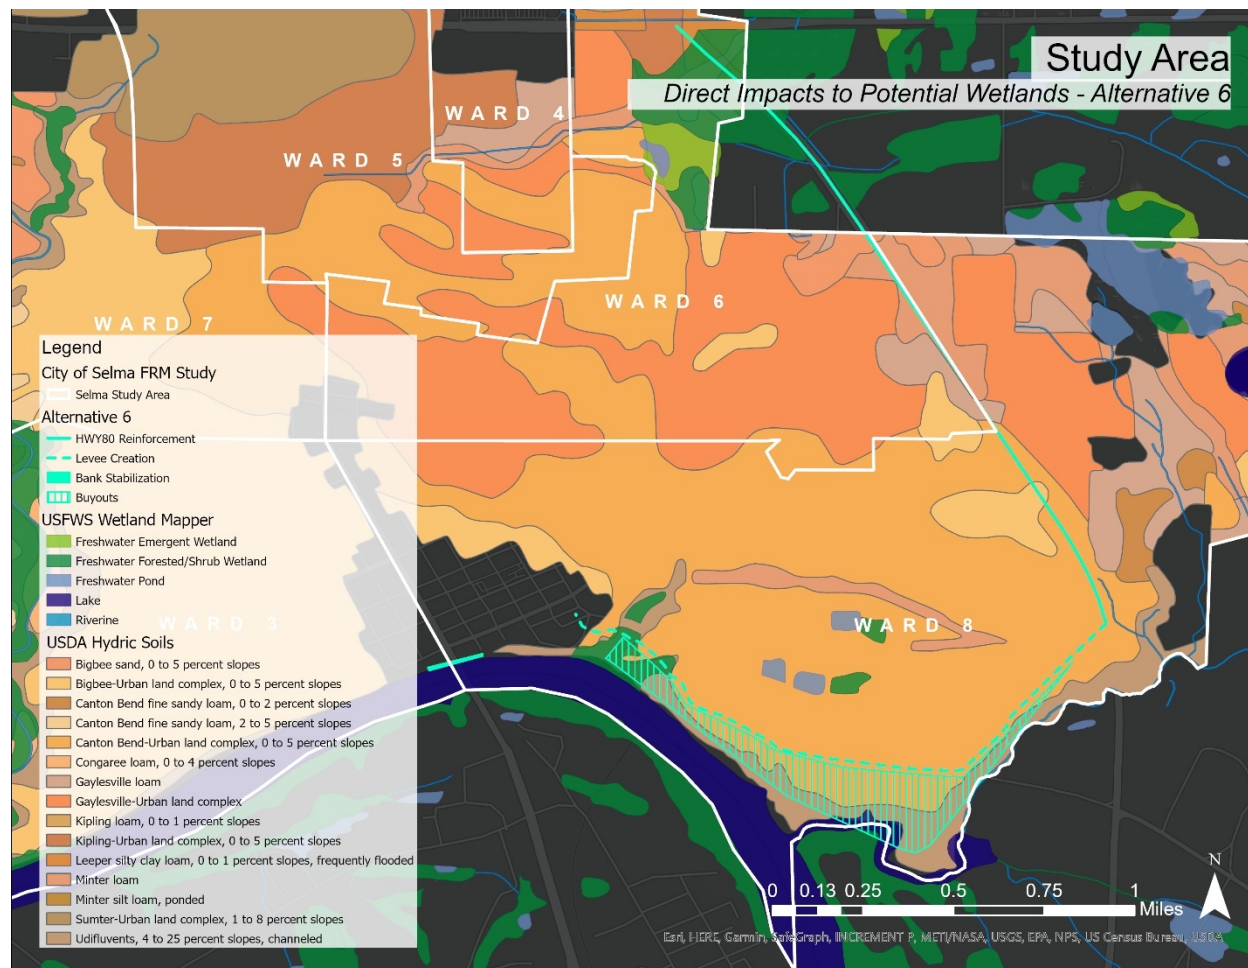 Study Area
Direct Impacts to Potential Wetlands - Alternative 6
WARD 4
WARD 5
WARD 6
WARD 7
Legend
City of Selma FRM Study
Selma Study Area
Alternative 6
HWY80 Reinforcement
Levee Creation
Bank Stabilization
Buyouts
USFWS Wetland Mapper
Freshwater Emergent Wetland
Freshwater Forested/Shrub Wetland
Freshwater Pond
Lake
Riverine
WARD 3
WARD 8
USDA Hydric Soils
Bigbee sand, 0 to 5 percent slopes
Bigbee-Urban land complex, 0 to 5 percent slopes
Canton Bend fine sandy loam, 0 to 2 percent slopes
Canton Bend fine sandy loam, 2 to 5 percent slopes
Canton Bend-Urban land complex, 0 to 5 percent slopes
Congaree loam, 0 to 4 percent slopes
Gaylesville loam
Gaylesville-Urban land complex
Kipling loam, 0 to 1 percent slopes
Kipling-Urban land complex, 0 to 5 percent slopes
Leeper silty clay loam, 0 to 1 percent slopes, frequently flooded
Minter loam
Minter silt loam, ponded
Sumter-Urban land complex, 1 to 8 percent slopes
Udifluvents, 4 to 25 percent slopes, channeled
N
0 0.13 0.25 0.5 0.75 1
Miles
Esri, HERE, Garmin, SafeGraph, INCREMENT P, METI/NASA, USGS, EPA, NPS, US Census Bureau, USDA